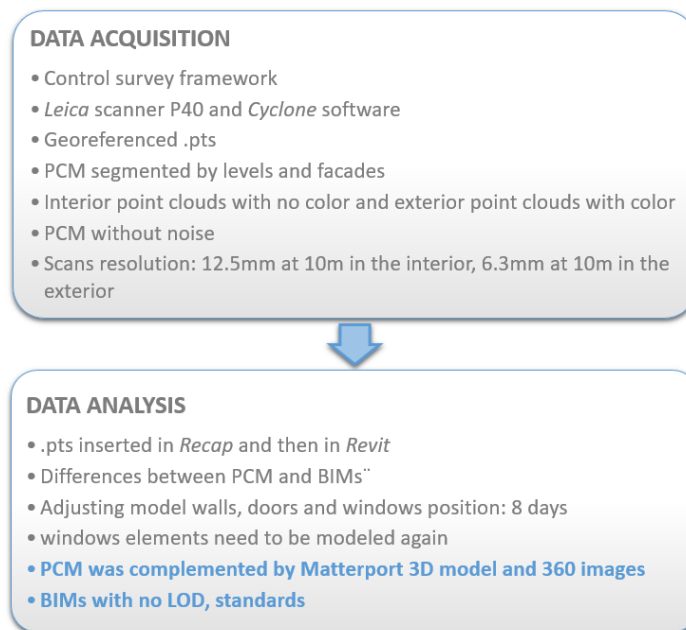 DATA ACQUISITION
• Control survey framework
• Leica scanner P40 and Cyclone software
• Georeferenced .pts
• PCM segmented by levels and facades
• Interior point clouds with no color and exterior point clouds with color
• PCM without noise
• Scans resolution: 12.5mm at 10m in the interior, 6.3mm at 10m in the
exterior
DATA ANALYSIS
• .pts inserted in Recap and then in Revit
• Differences between PCM and BIMs¨
• Adjusting model walls, doors and windows position: 8 days
• windows elements need to be modeled again
• PCM was complemented by Matterport 3D model and 360 images
• BIMs with no LOD, standards